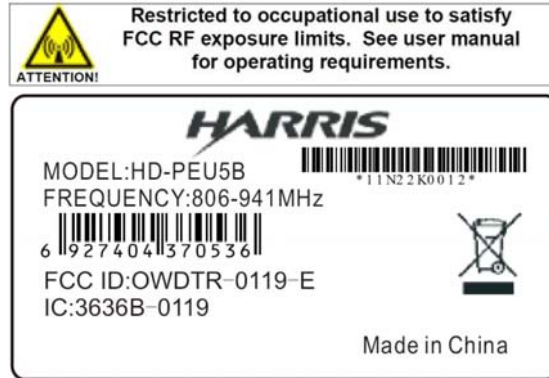 Restricted to occupational use to satisfy
FCC RF exposure limits. See user manual
for operating requirements.
ATTENTION!
HARRIS
MODEL:HD-PEU5B
*11N22K0012*
FREQUENCY:806-941MHz
6 927404 370536
FCC ID:OWDTR-0119-E
IC:3636B-0119
Made in China